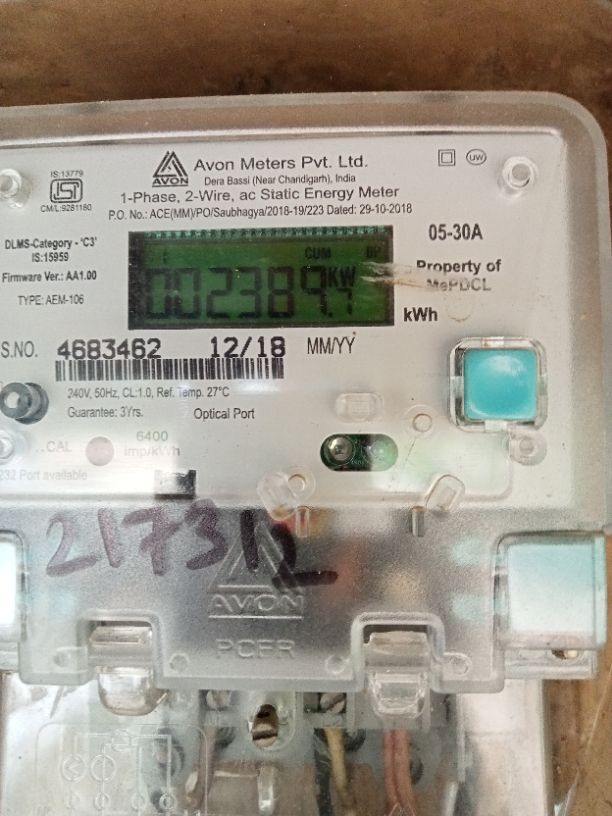 IS:13779
CM/L:9281180
AVON
Avon Meters Pvt. Ltd.
Dera Bassi (Near Chandigarh), India
UW
1-Phase, 2-Wire, ac Static Energy Meter
P.O. No.: ACE(MM)/PO/Saubhagya/2018-19/223 Dated: 29-10-2018
DLMS-Category - 'C3'
IS:15959
Firmware Ver.: AA1.00
TYPE: AEM-106
CUM
KW
002389.7
05-30A
Property of
MePDCL
kWh
S.NO. 4683462 12/18 MM/YY
240V, 50Hz, CL:1.0, Ref. Temp. 27°C
Guarantee: 3Yrs. Optical Port
CAL
6400
imp/kWh
232 Port available
217312
AVON